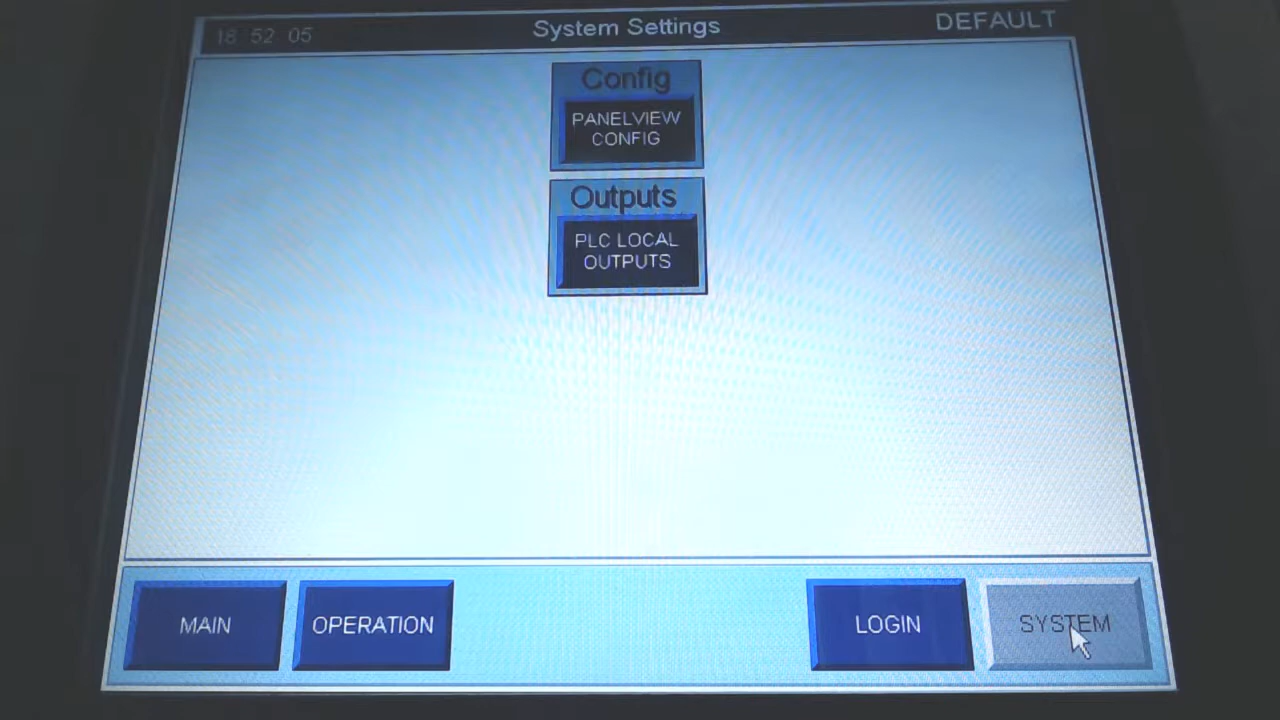 18 52 05
System Settings
DEFAULT
Config
PANELVIEW
CONFIG
Outputs
PLC LOCAL
OUTPUTS
MAIN
OPERATION
LOGIN
SYSTEM